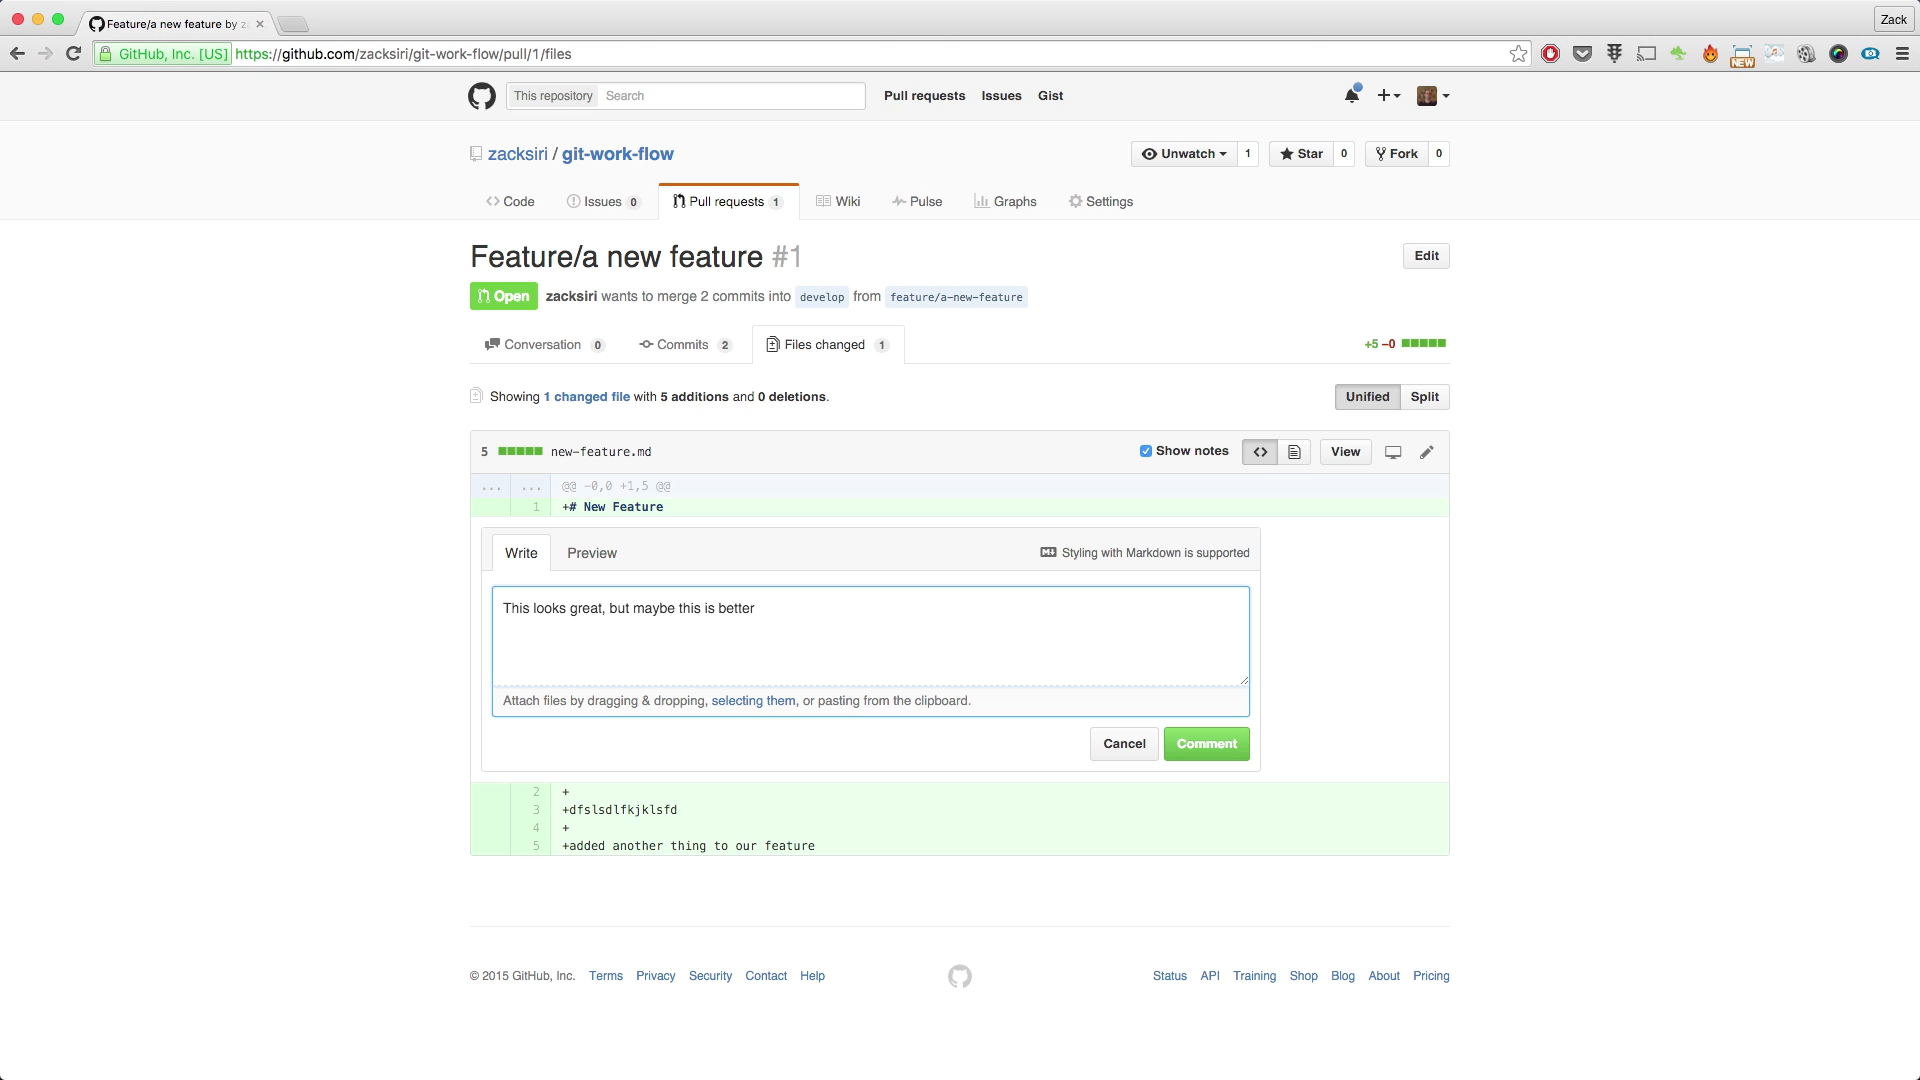 Feature/a new feature by z
Zack
GitHub, Inc. [US] https://github.com/zacksiri/git-work-flow/pull/1/files
NEW
This repository Search Pull requests Issues Gist
zacksiri / git-work-flow
Unwatch 1 Star 0 Fork 0
Code Issues 0 Pull requests 1 Wiki Pulse Graphs Settings
Feature/a new feature #1
Edit
Open zacksiri wants to merge 2 commits into develop from feature/a-new-feature
Conversation 0 Commits 2 Files changed 1 +5 −0
Showing 1 changed file with 5 additions and 0 deletions.
Unified Split
5 new-feature.md Show notes <> View
... ... @@ -0,0 +1,5 @@
1 +# New Feature
Write Preview Styling with Markdown is supported
This looks great, but maybe this is better
Attach files by dragging & dropping, selecting them, or pasting from the clipboard.
Cancel Comment
2 +
3 +dfslsdlfkjklsfd
4 +
5 +added another thing to our feature
© 2015 GitHub, Inc. Terms Privacy Security Contact Help
Status API Training Shop Blog About Pricing